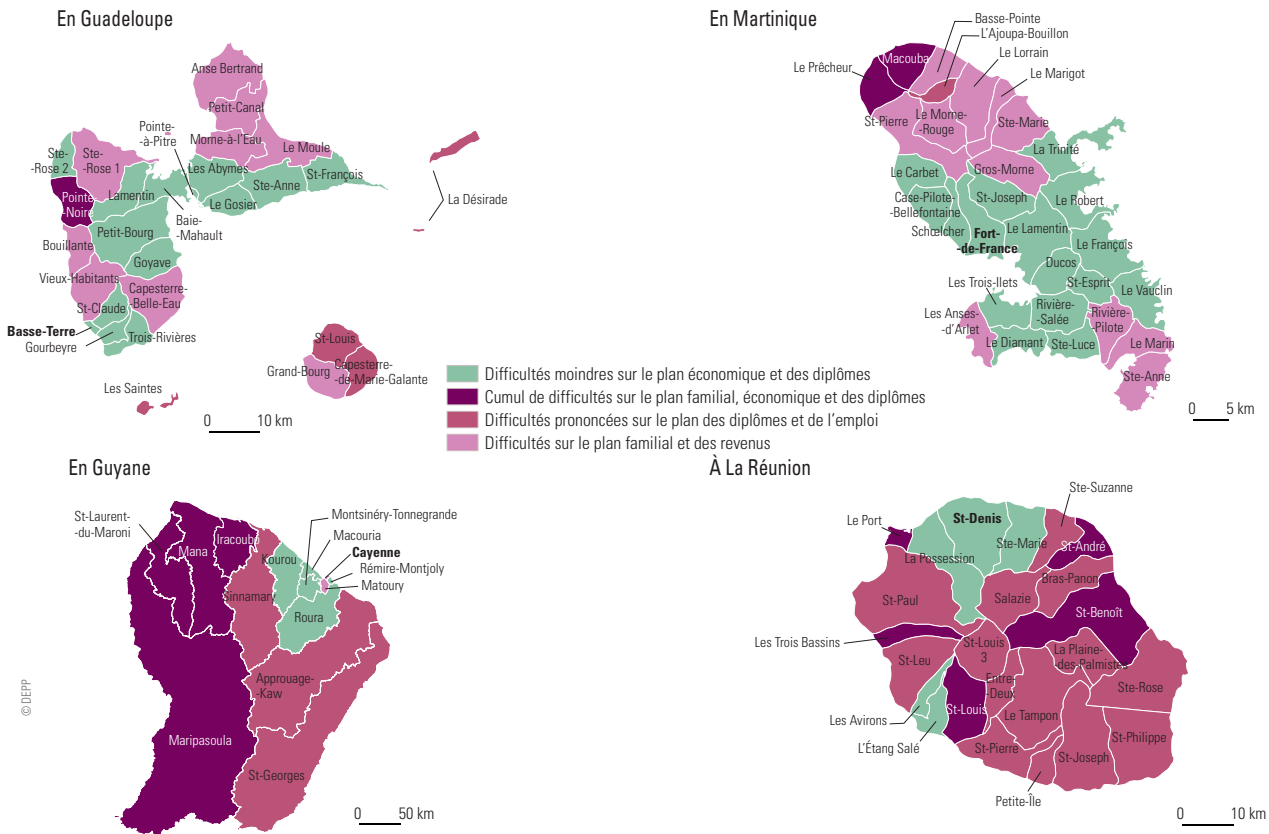 En Guadeloupe
Anse Bertrand
Petit-Canal
Pointe-
-à-Pitre
Morne-à-l'Eau
Le Moule
Ste-
-Rose 2
Ste-
-Rose 1
Les Abymes
St-François
Ste-Anne
Le Gosier
Pointe
-Noire
Lamentin
Baie-
-Mahault
La Désirade
Petit-Bourg
Bouillante
Goyave
Vieux-Habitants
Capesterre-
-Belle-Eau
St-Claude
Basse-Terre
Gourbeyre
Trois-Rivières
St-Louis
Grand-Bourg
Capesterre-
-de-Marie-Galante
Les Saintes
0 10 km
En Martinique
Basse-Pointe
L'Ajoupa-Bouillon
Le Lorrain
Le Marigot
Le Prêcheur
Macouba
St-Pierre
Le Morne-
-Rouge
Ste-Marie
La Trinité
Le Carbet
Gros-Morne
Case-Pilote-
-Bellefontaine
St-Joseph
Le Robert
Schœlcher
Fort-
-de-France
Le Lamentin
Le François
Ducos
St-Esprit
Les Trois-Ilets
Le Vauclin
Les Anses-
-d'Arlet
Rivière-
-Salée
Rivière-
-Pilote
Le Diamant
Ste-Luce
Le Marin
Ste-Anne
0 5 km
Difficultés moindres sur le plan économique et des diplômes
Cumul de difficultés sur le plan familial, économique et des diplômes
Difficultés prononcées sur le plan des diplômes et de l'emploi
Difficultés sur le plan familial et des revenus
En Guyane
St-Laurent-
-du-Maroni
Mana
Iracoubo
Kourou
Montsinéry-Tonnegrande
Macouria
Cayenne
Rémire-Montjoly
Matoury
Sinnamary
Roura
Approuage-
-Kaw
Maripasoula
St-Georges
0 50 km
© DEPP
À La Réunion
Ste-Suzanne
Le Port
St-Denis
La Possession
Ste-Marie
St-André
Bras-Panon
St-Paul
Salazie
St-Benoît
Les Trois Bassins
St-Leu
St-Louis
3
La Plaine-
-des-Palmistes
Entre-
-Deux
Ste-Rose
Les Avirons
St-Louis
Le Tampon
L'Étang Salé
St-Pierre
St-Joseph
St-Philippe
Petite-Île
0 10 km